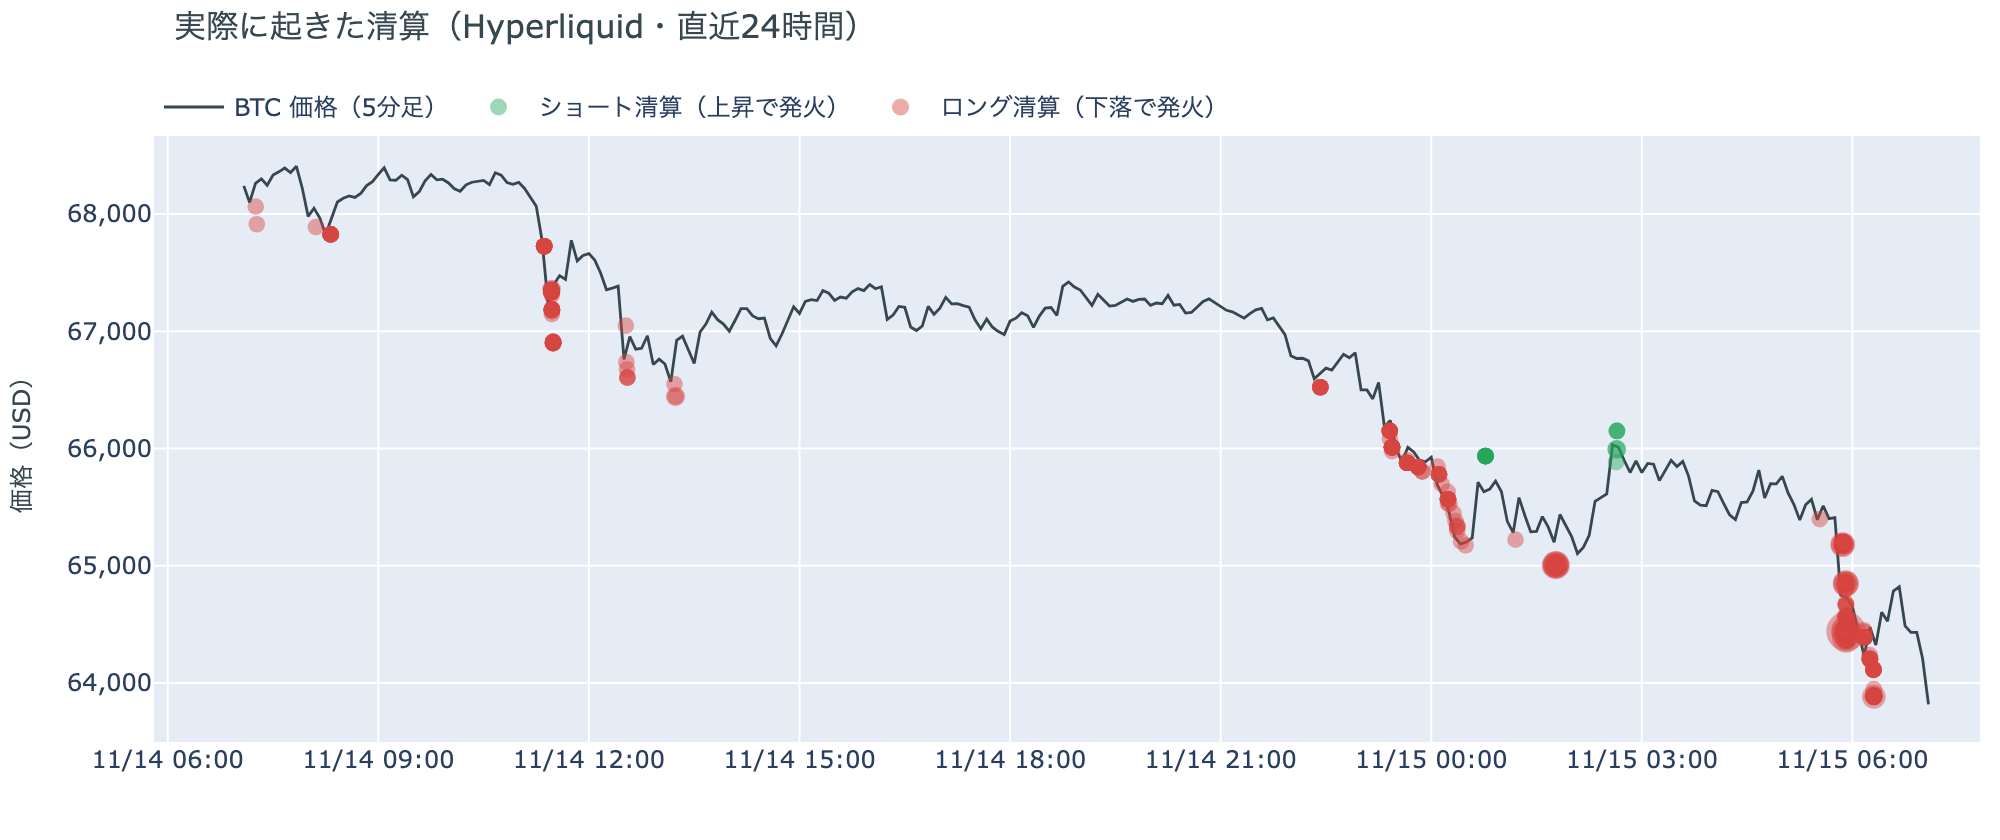 実際に起きた清算（Hyperliquid・直近24時間）
BTC 価格（5分足）
ショート清算（上昇で発火）
ロング清算（下落で発火）
価格（USD）
68,000
67,000
66,000
65,000
64,000
11/14 06:00
11/14 09:00
11/14 12:00
11/14 15:00
11/14 18:00
11/14 21:00
11/15 00:00
11/15 03:00
11/15 06:00